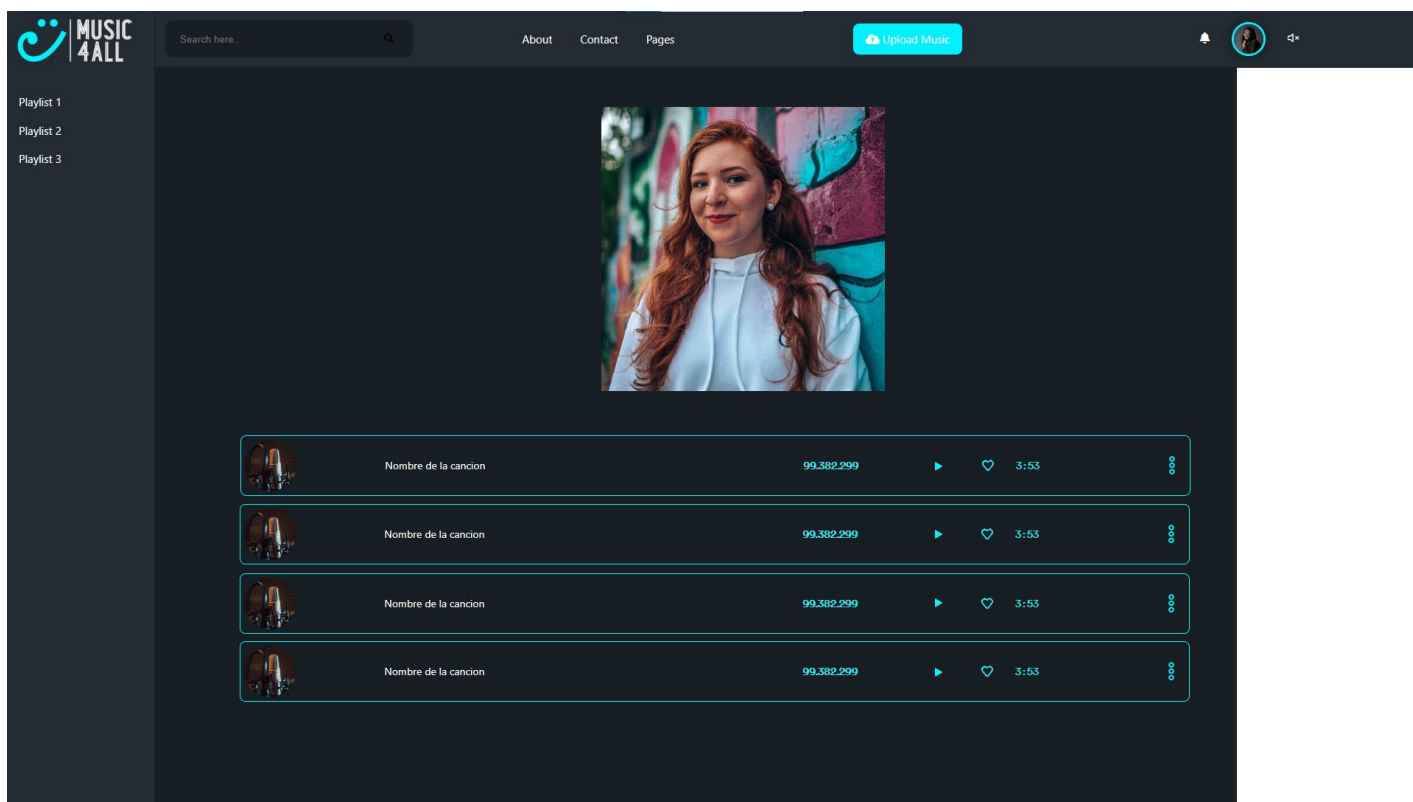 MUSIC
4ALL
Search here...
About Contact Pages
Upload Music
Playlist 1
Playlist 2
Playlist 3
Nombre de la cancion 99.382.299 3:53
Nombre de la cancion 99.382.299 3:53
Nombre de la cancion 99.382.299 3:53
Nombre de la cancion 99.382.299 3:53